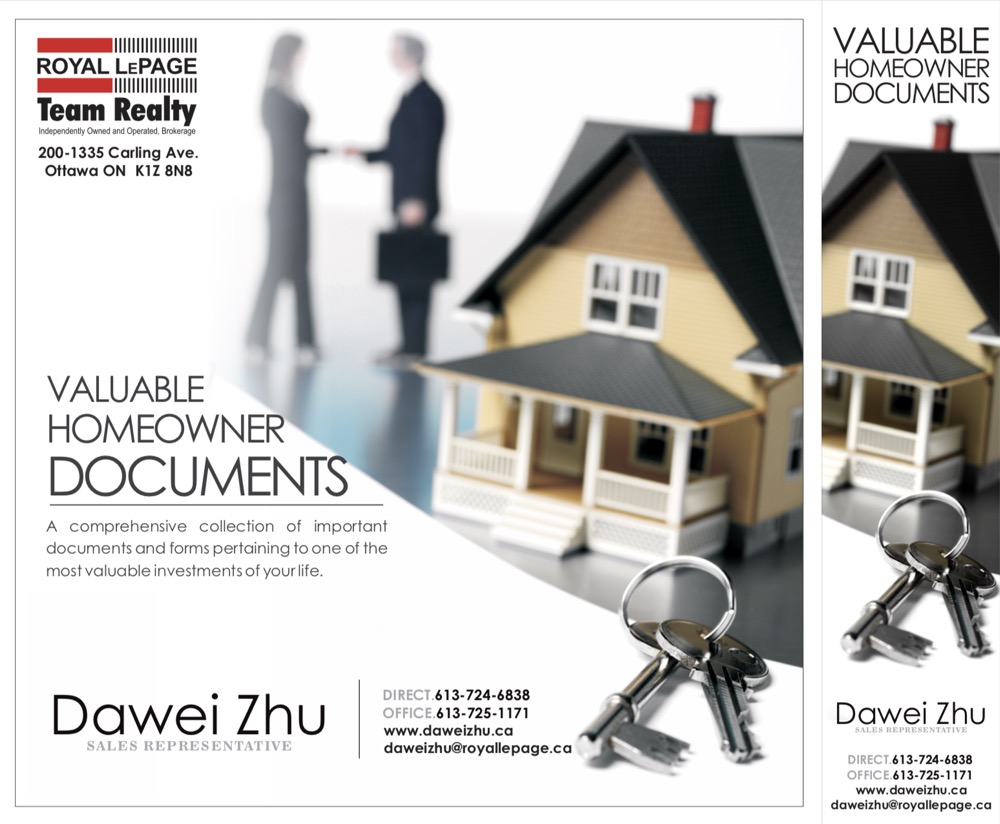 ROYAL LEPAGE
Team Realty
Independently Owned and Operated, Brokerage
200-1335 Carling Ave.
Ottawa ON K1Z 8N8
VALUABLE
HOMEOWNER
DOCUMENTS
A comprehensive collection of important
documents and forms pertaining to one of the
most valuable investments of your life.
Dawei Zhu
SALES REPRESENTATIVE
DIRECT.613-724-6838
OFFICE.613-725-1171
www.daweizhu.ca
daweizhu@royallepage.ca
VALUABLE
HOMEOWNER
DOCUMENTS
Dawei Zhu
SALES REPRESENTATIVE
DIRECT.613-724-6838
OFFICE.613-725-1171
www.daweizhu.ca
daweizhu@royallepage.ca